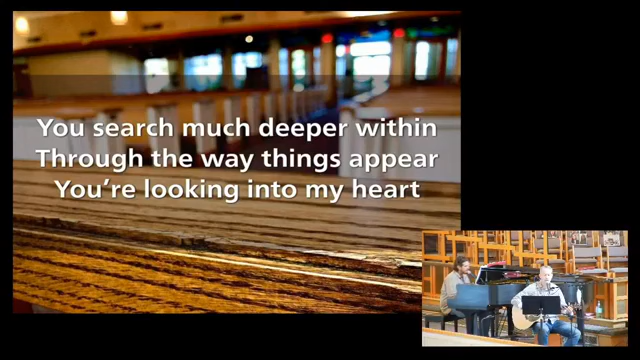 You search much deeper within
Through the way things appear
You're looking into my heart